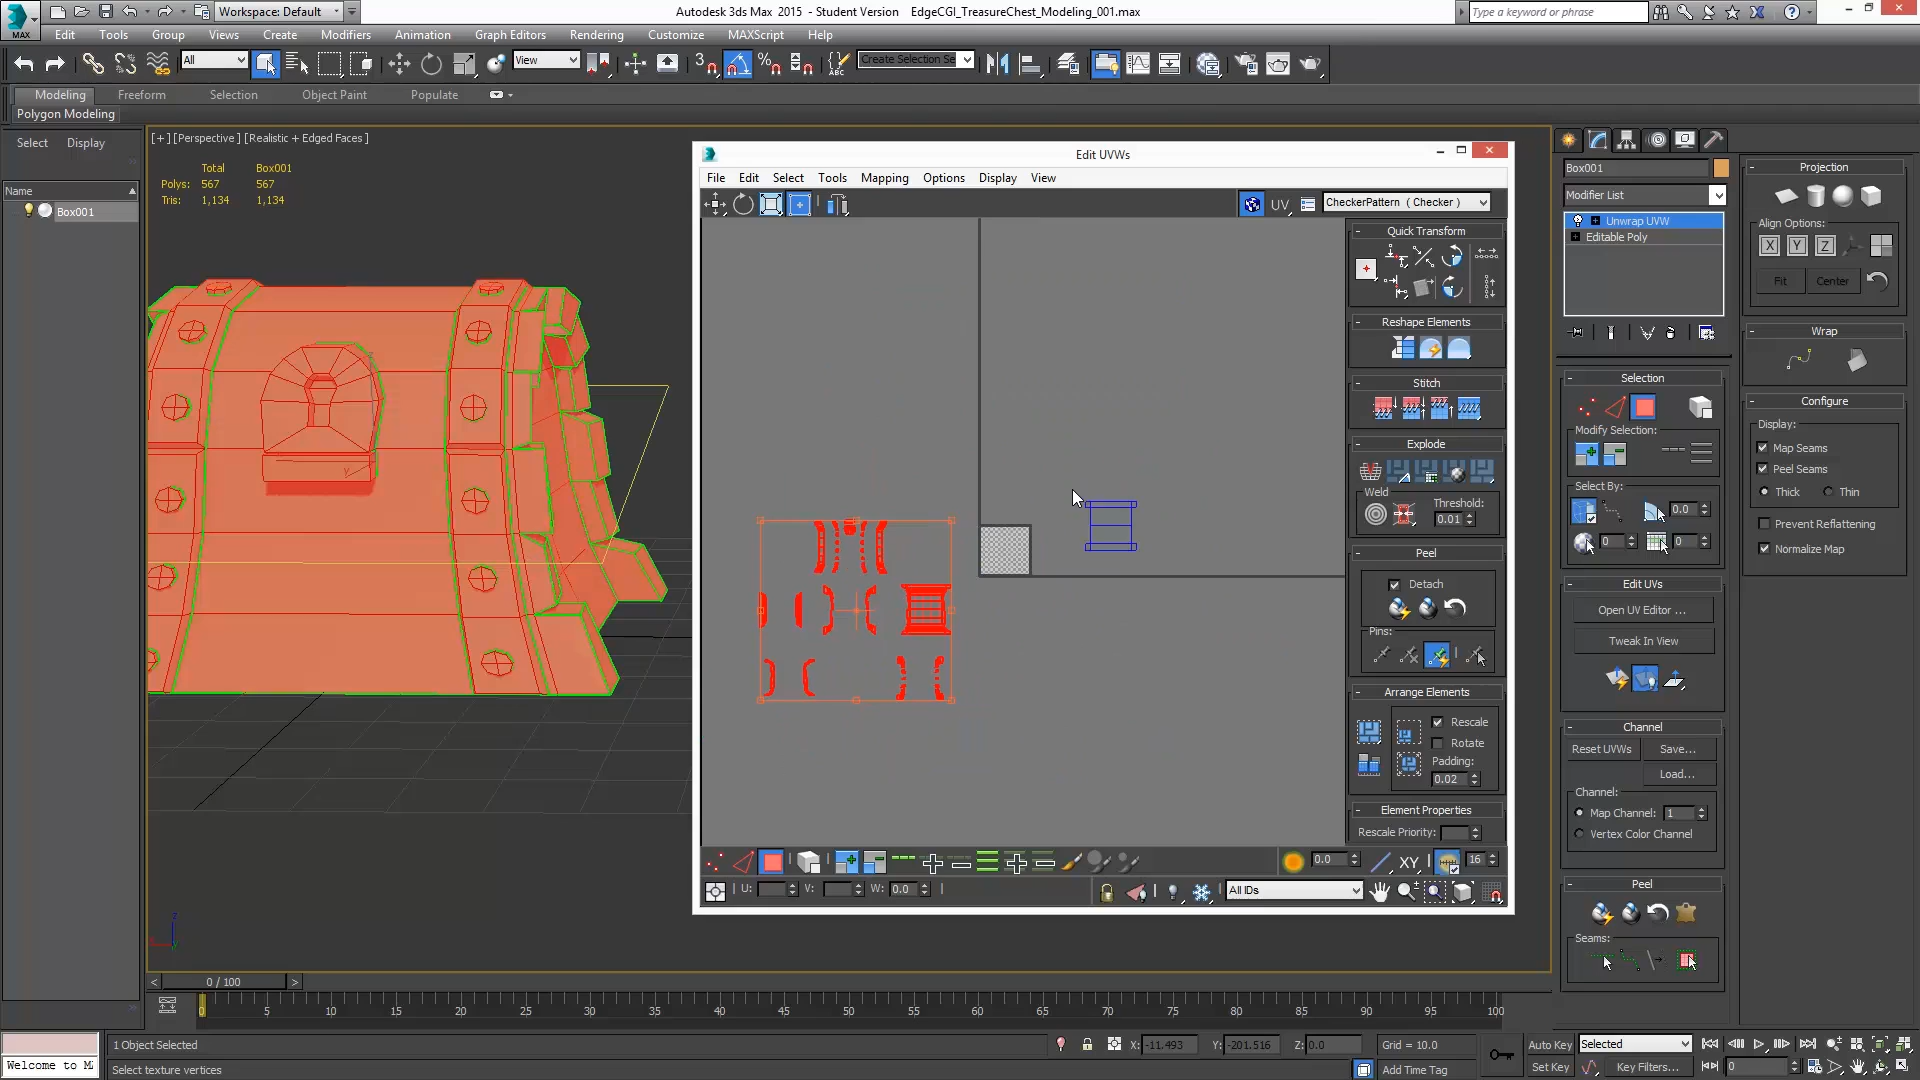 Workspace: Default
Autodesk 3ds Max 2015 - Student Version EdgeCGI_TreasureChest_Modeling_001.max
Type a keyword or phrase
MAX
Edit Tools Group Views Create Modifiers Animation Graph Editors Rendering Customize MAXScript Help
All
View
Create Selection Se
Modeling Freeform Selection Object Paint Populate
Polygon Modeling
Select Display
[+] [Perspective] [Realistic + Edged Faces]
Total Box001
Polys: 567 567
Tris: 1,134 1,134
Name
Box001
Edit UVWs
File Edit Select Tools Mapping Options Display View
UV
CheckerPattern ( Checker )
Quick Transform
Reshape Elements
Stitch
Explode
Weld
Threshold:
0.01
Peel
Detach
Pins:
Arrange Elements
Rescale
Rotate
Padding:
0.02
Element Properties
Rescale Priority:
0.0
XY
16
U: V: W: 0.0
All IDs
Box001
Modifier List
Unwrap UVW
Editable Poly
Selection
Modify Selection:
Select By:
0.0
0 0
Edit UVs
Open UV Editor ...
Tweak In View
Channel
Reset UVWs Save...
Load...
Channel:
Map Channel: 1
Vertex Color Channel
Peel
Seams:
Projection
Align Options:
X Y Z
Fit Center
Wrap
Configure
Display:
Map Seams
Peel Seams
Thick Thin
Prevent Reflattening
Normalize Map
< 0 / 100 >
0 5 10 15 20 25 30 35 40 45 50 55 60 65 70 75 80 85 90 95 100
1 Object Selected
X: -11.493 Y: -201.516 Z: 0.0
Grid = 10.0
Auto Key Selected
Welcome to M
Select texture vertices
Add Time Tag
Set Key Key Filters...
0